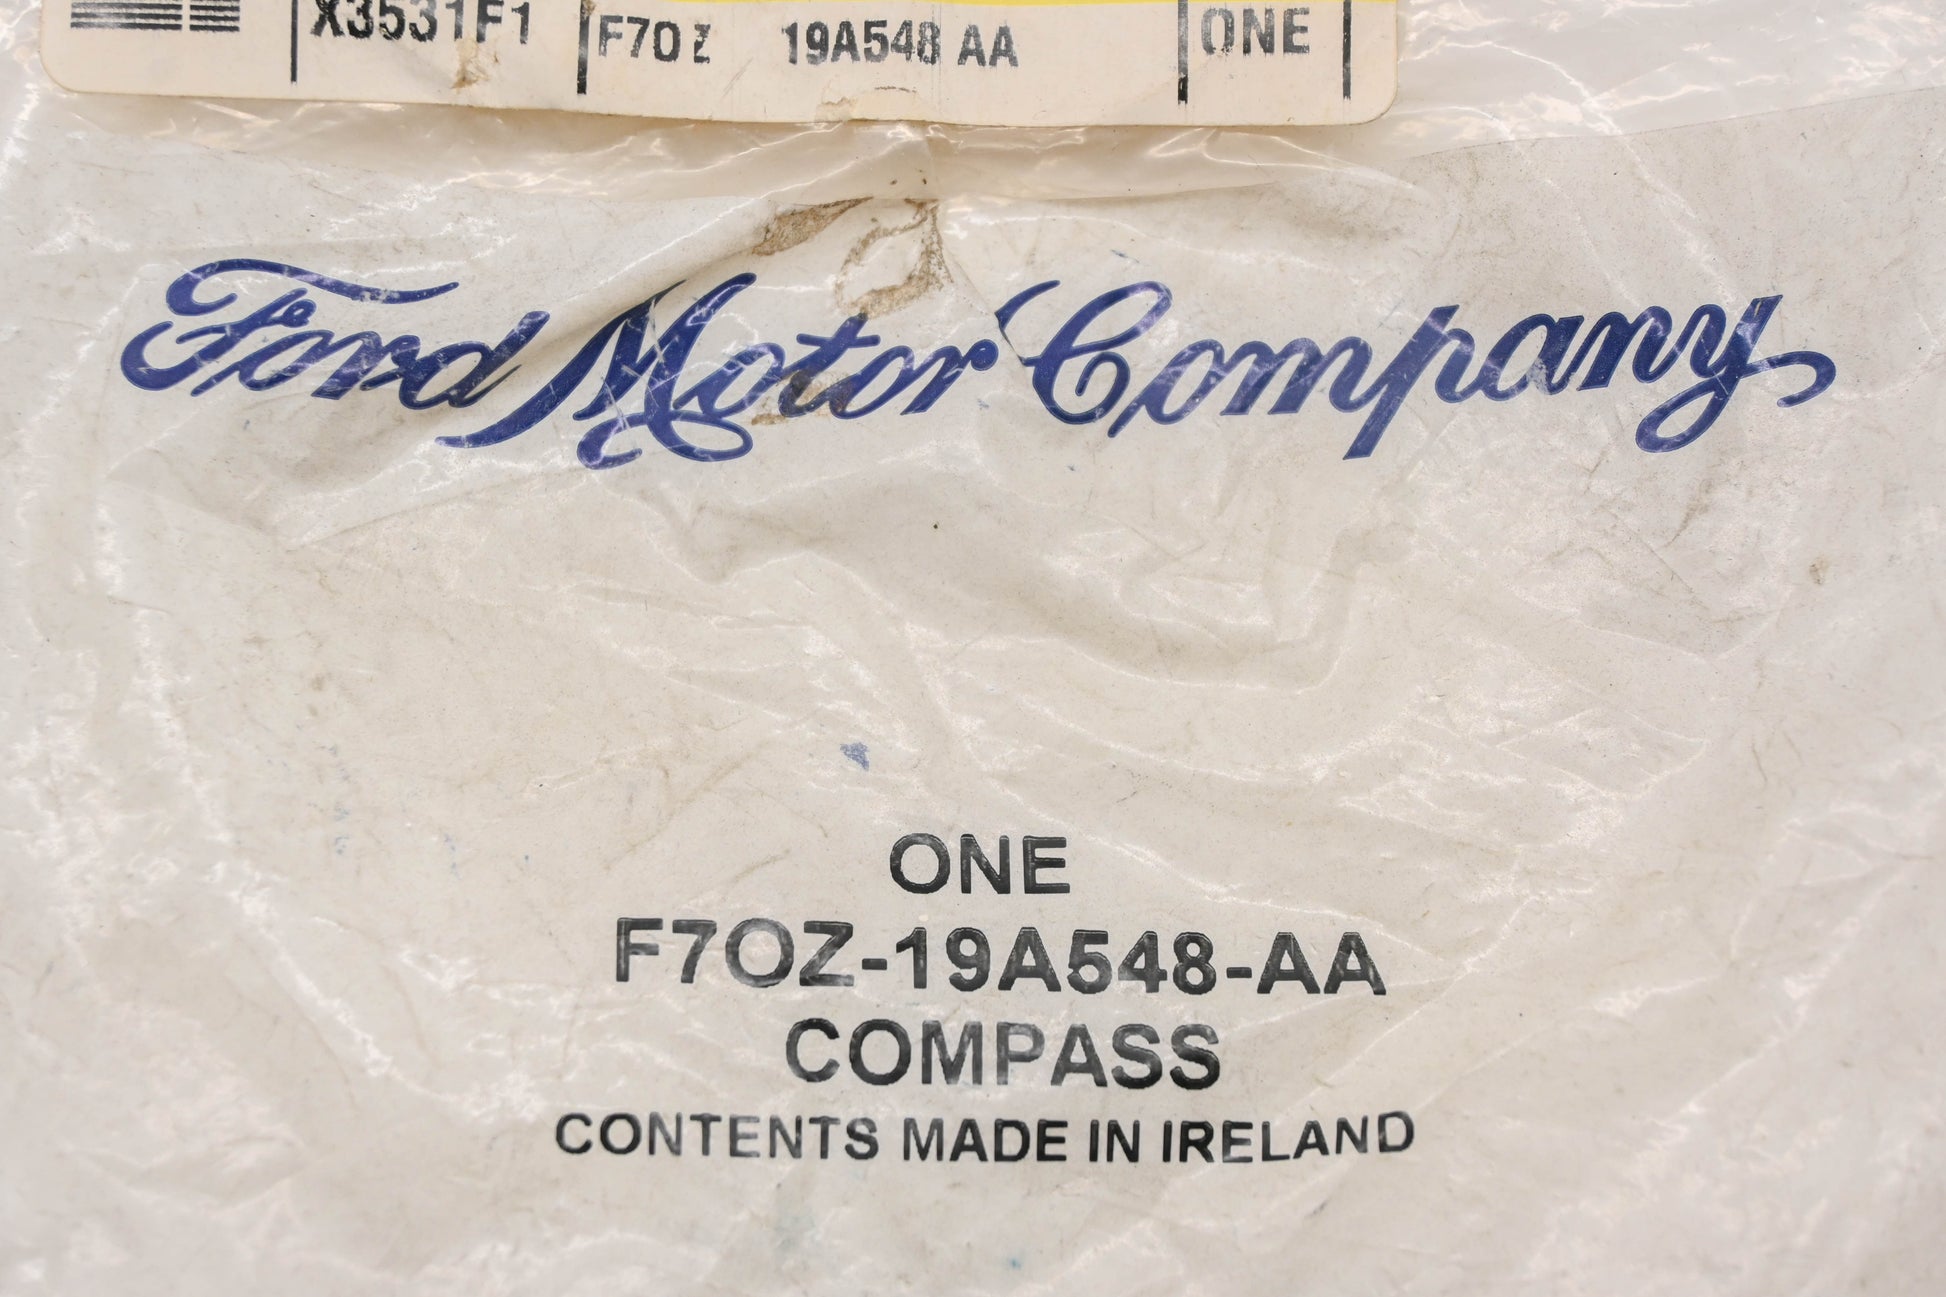 X3531F1 F7OZ 19A548 AA ONE
Ford Motor Company
ONE
F7OZ-19A548-AA
COMPASS
CONTENTS MADE IN IRELAND